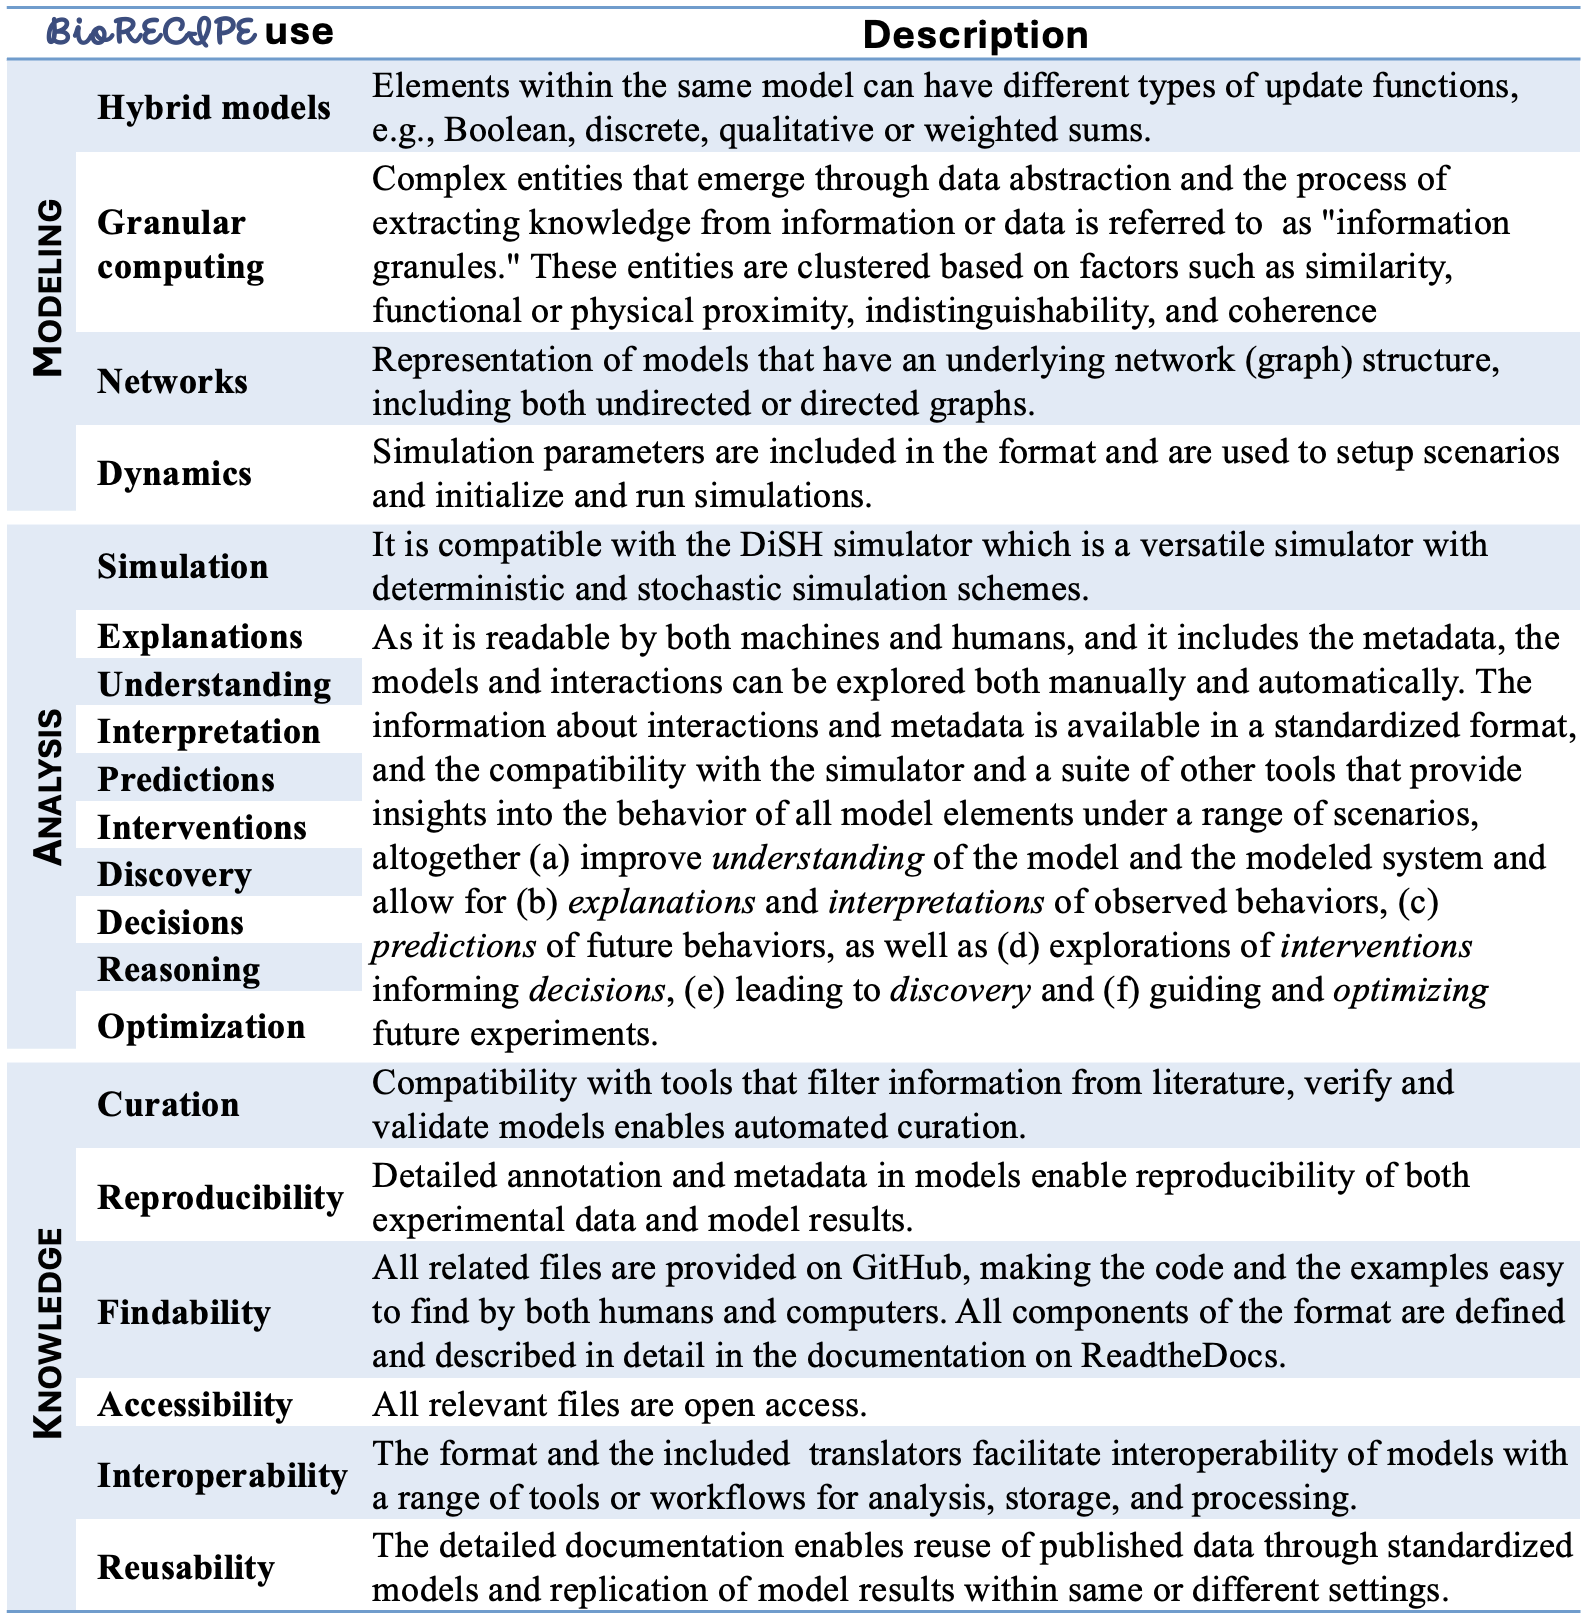 BioRECIPE use
Description
MODELING
Hybrid models
Elements within the same model can have different types of update functions,
e.g., Boolean, discrete, qualitative or weighted sums.
Granular
computing
Complex entities that emerge through data abstraction and the process of
extracting knowledge from information or data is referred to  as "information
granules." These entities are clustered based on factors such as similarity,
functional or physical proximity, indistinguishability, and coherence
Networks
Representation of models that have an underlying network (graph) structure,
including both undirected or directed graphs.
Dynamics
Simulation parameters are included in the format and are used to setup scenarios
and initialize and run simulations.
ANALYSIS
Simulation
It is compatible with the DiSH simulator which is a versatile simulator with
deterministic and stochastic simulation schemes.
Explanations
Understanding
Interpretation
Predictions
Interventions
Discovery
Decisions
Reasoning
Optimization
As it is readable by both machines and humans, and it includes the metadata, the
models and interactions can be explored both manually and automatically. The
information about interactions and metadata is available in a standardized format,
and the compatibility with the simulator and a suite of other tools that provide
insights into the behavior of all model elements under a range of scenarios,
altogether (a) improve understanding of the model and the modeled system and
allow for (b) explanations and interpretations of observed behaviors, (c)
predictions of future behaviors, as well as (d) explorations of interventions
informing decisions, (e) leading to discovery and (f) guiding and optimizing
future experiments.
KNOWLEDGE
Curation
Compatibility with tools that filter information from literature, verify and
validate models enables automated curation.
Reproducibility
Detailed annotation and metadata in models enable reproducibility of both
experimental data and model results.
Findability
All related files are provided on GitHub, making the code and the examples easy
to find by both humans and computers. All components of the format are defined
and described in detail in the documentation on ReadtheDocs.
Accessibility
All relevant files are open access.
Interoperability
The format and the included  translators facilitate interoperability of models with
a range of tools or workflows for analysis, storage, and processing.
Reusability
The detailed documentation enables reuse of published data through standardized
models and replication of model results within same or different settings.